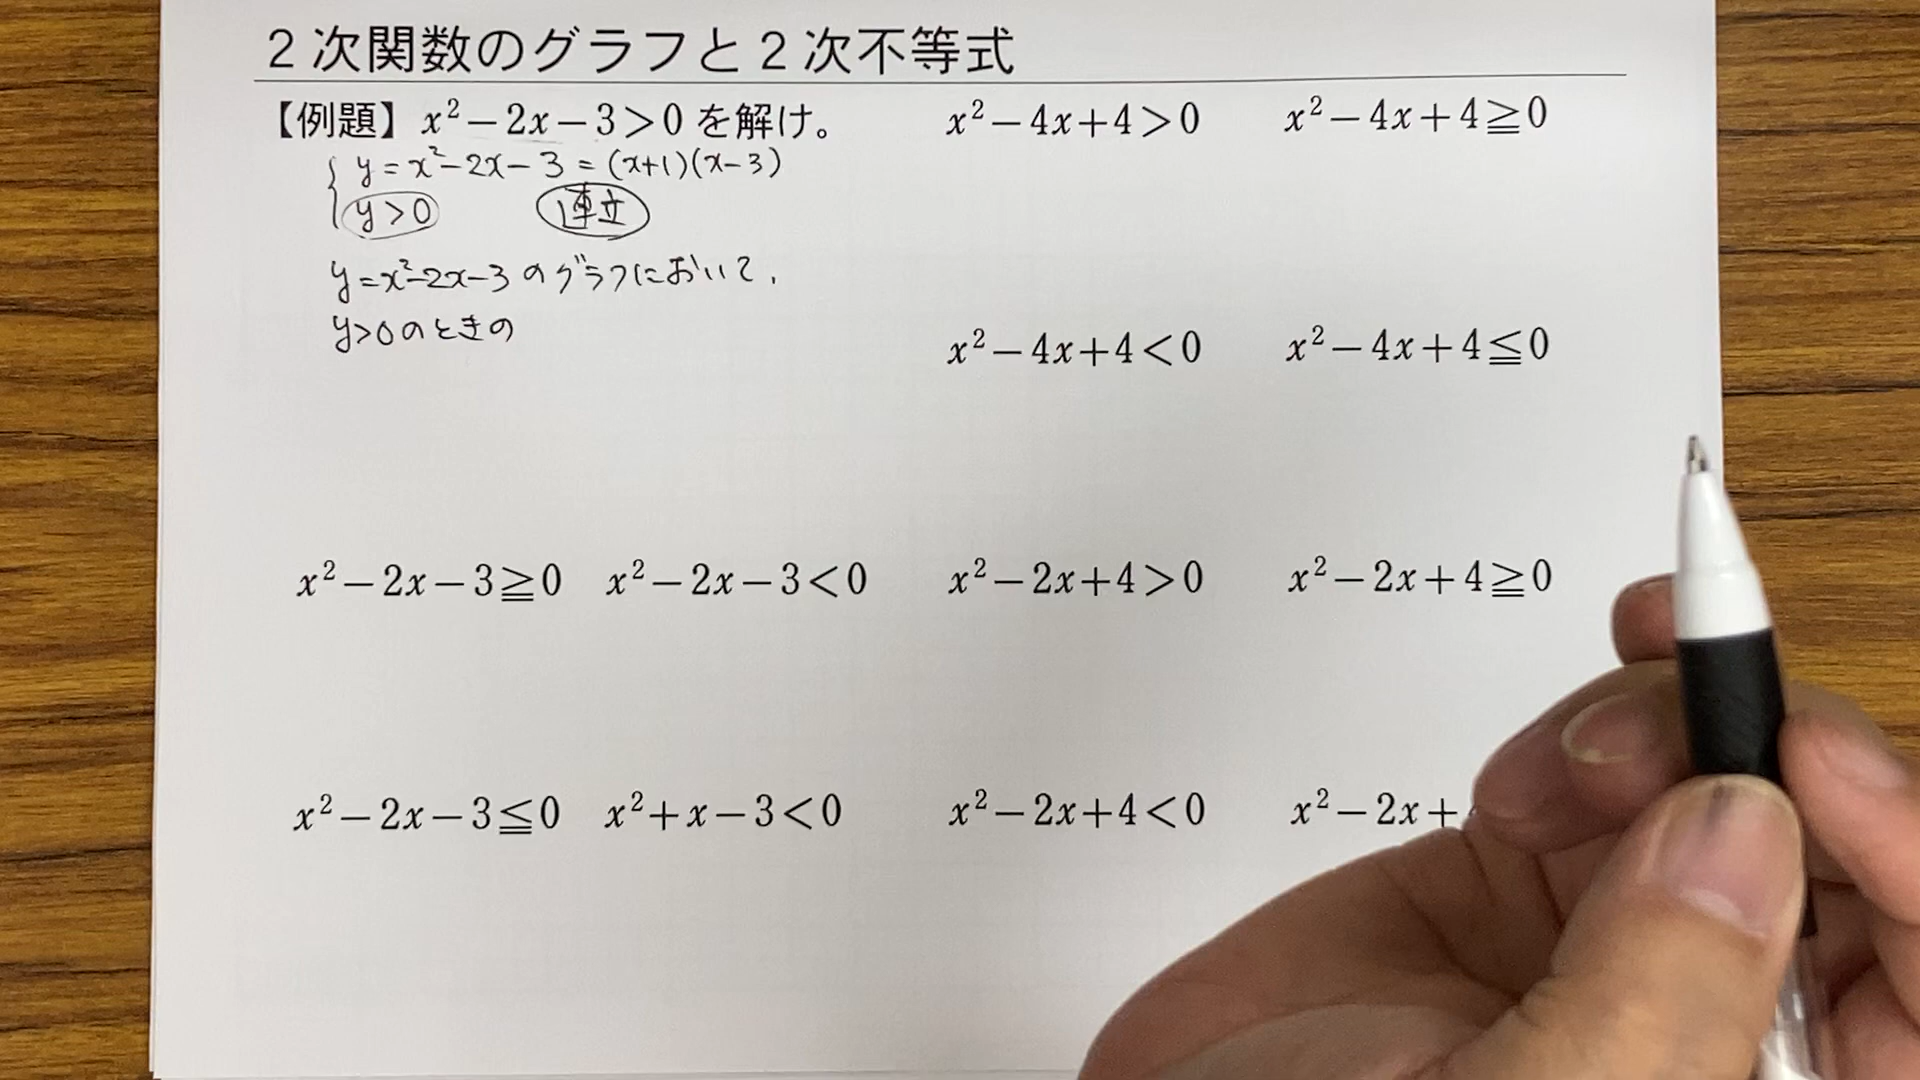 ２次関数のグラフと２次不等式
【例題】x²－2x－3＞0 を解け。
y=x²-2x-3=(x+1)(x-3)
y>0 連立
y=x²-2x-3のグラフにおいて,
y>0のときの
x²－2x－3≧0 x²－2x－3＜0
x²－2x－3≦0 x²＋x－3＜0
x²－4x＋4＞0 x²－4x＋4≧0
x²－4x＋4＜0 x²－4x＋4≦0
x²－2x＋4＞0 x²－2x＋4≧0
x²－2x＋4＜0 x²－2x＋